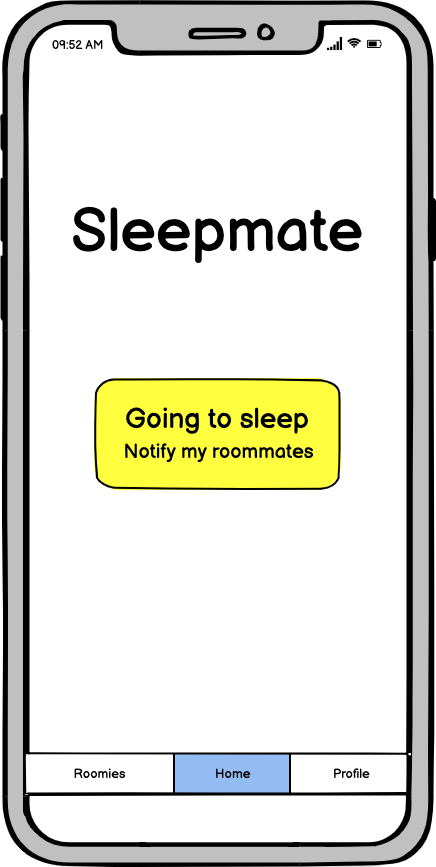 09:52 AM
Sleepmate
Going to sleep
Notify my roommates
Roomies
Home
Profile